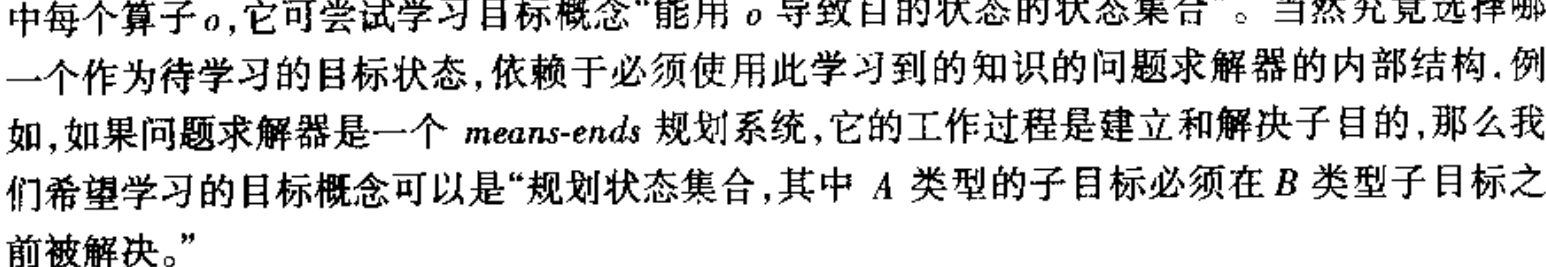 中每个算子 o,它可尝试学习目标概念“能用 o 导致目的状态的状态集合”。当然究竟选择哪
一个作为待学习的目标状态,依赖于必须使用此学习到的知识的问题求解器的内部结构.例
如,如果问题求解器是一个 means-ends 规划系统,它的工作过程是建立和解决子目的,那么我
们希望学习的目标概念可以是“规划状态集合,其中 A 类型的子目标必须在 B 类型子目标之
前被解决。”